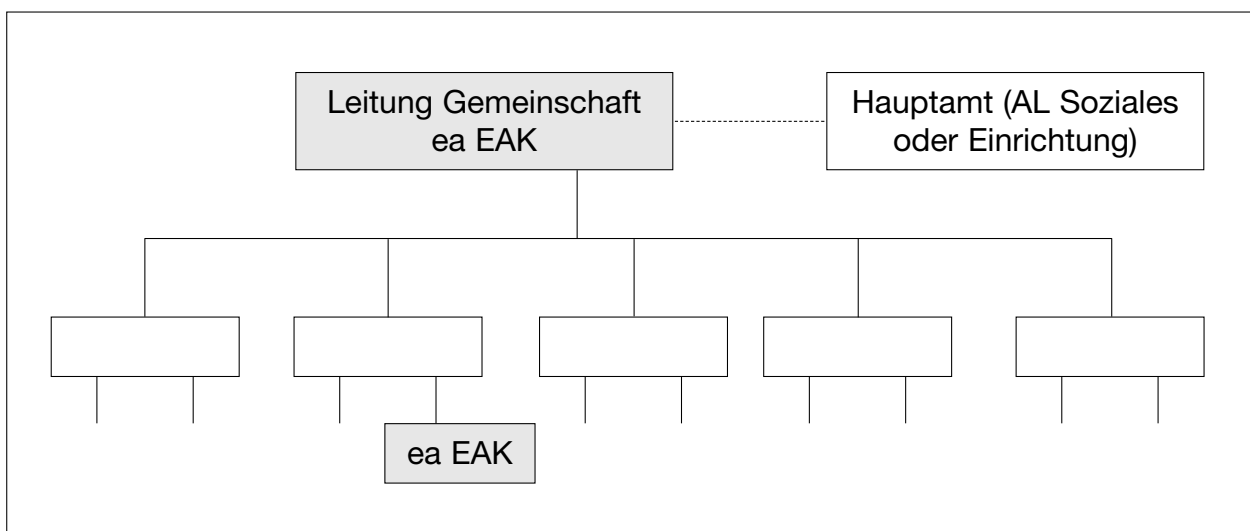 Leitung Gemeinschaft
ea EAK
Hauptamt (AL Soziales
oder Einrichtung)
ea EAK